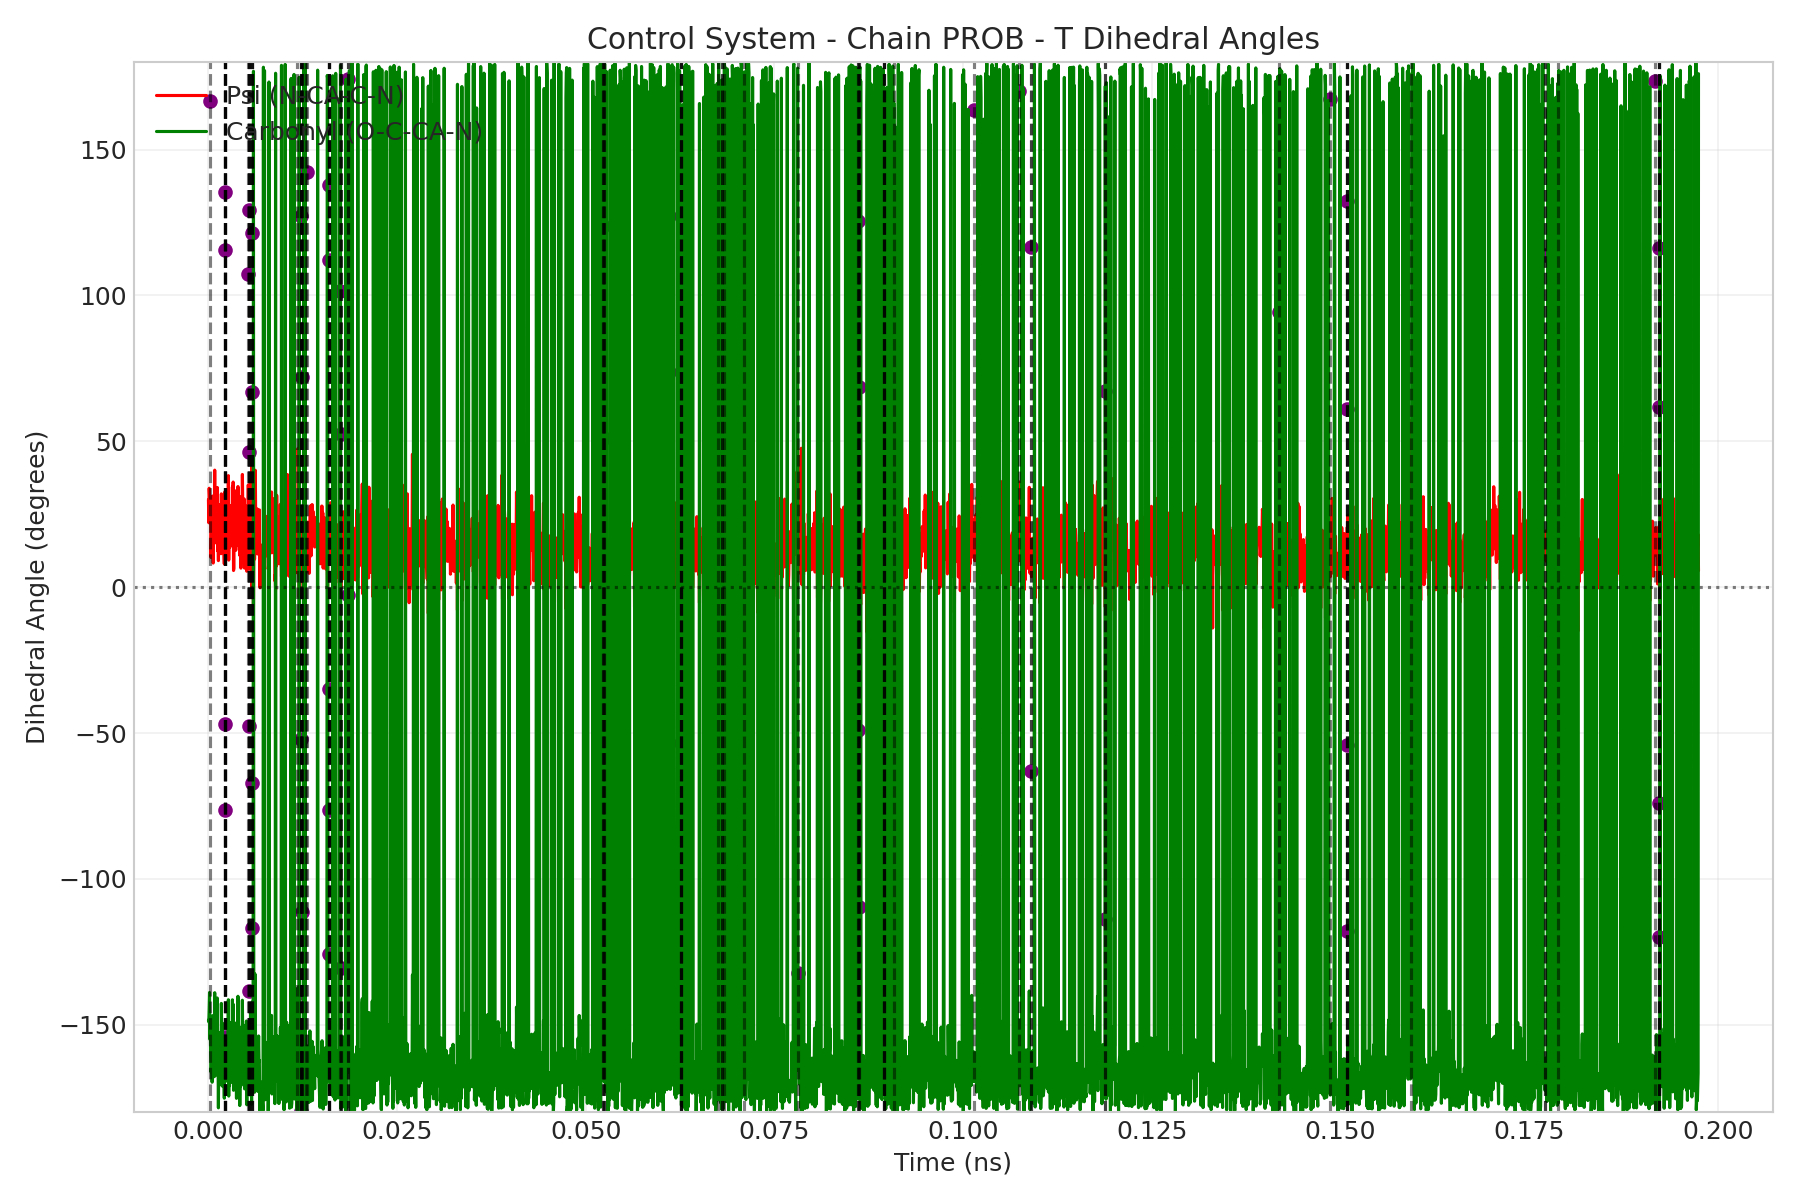 Control System - Chain PROB - T Dihedral Angles
Psi (N-CA-C-N)
Carbonyl (O-C-CA-N)
Dihedral Angle (degrees)
150
100
50
0
−50
−100
−150
0.000 0.025 0.050 0.075 0.100 0.125 0.150 0.175 0.200
Time (ns)